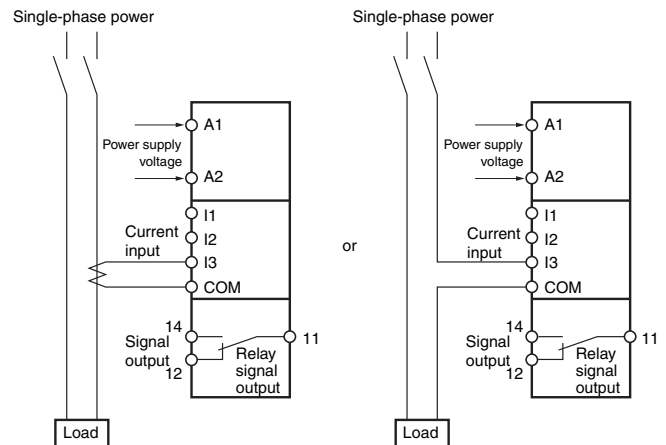 Single-phase power
A1
Power supply
voltage
A2
I1
Current
input
I2
I3
COM
14
11
Signal
output
12
Relay
signal
output
Load
or
Single-phase power
A1
Power supply
voltage
A2
I1
Current
input
I2
I3
COM
14
11
Signal
output
12
Relay
signal
output
Load